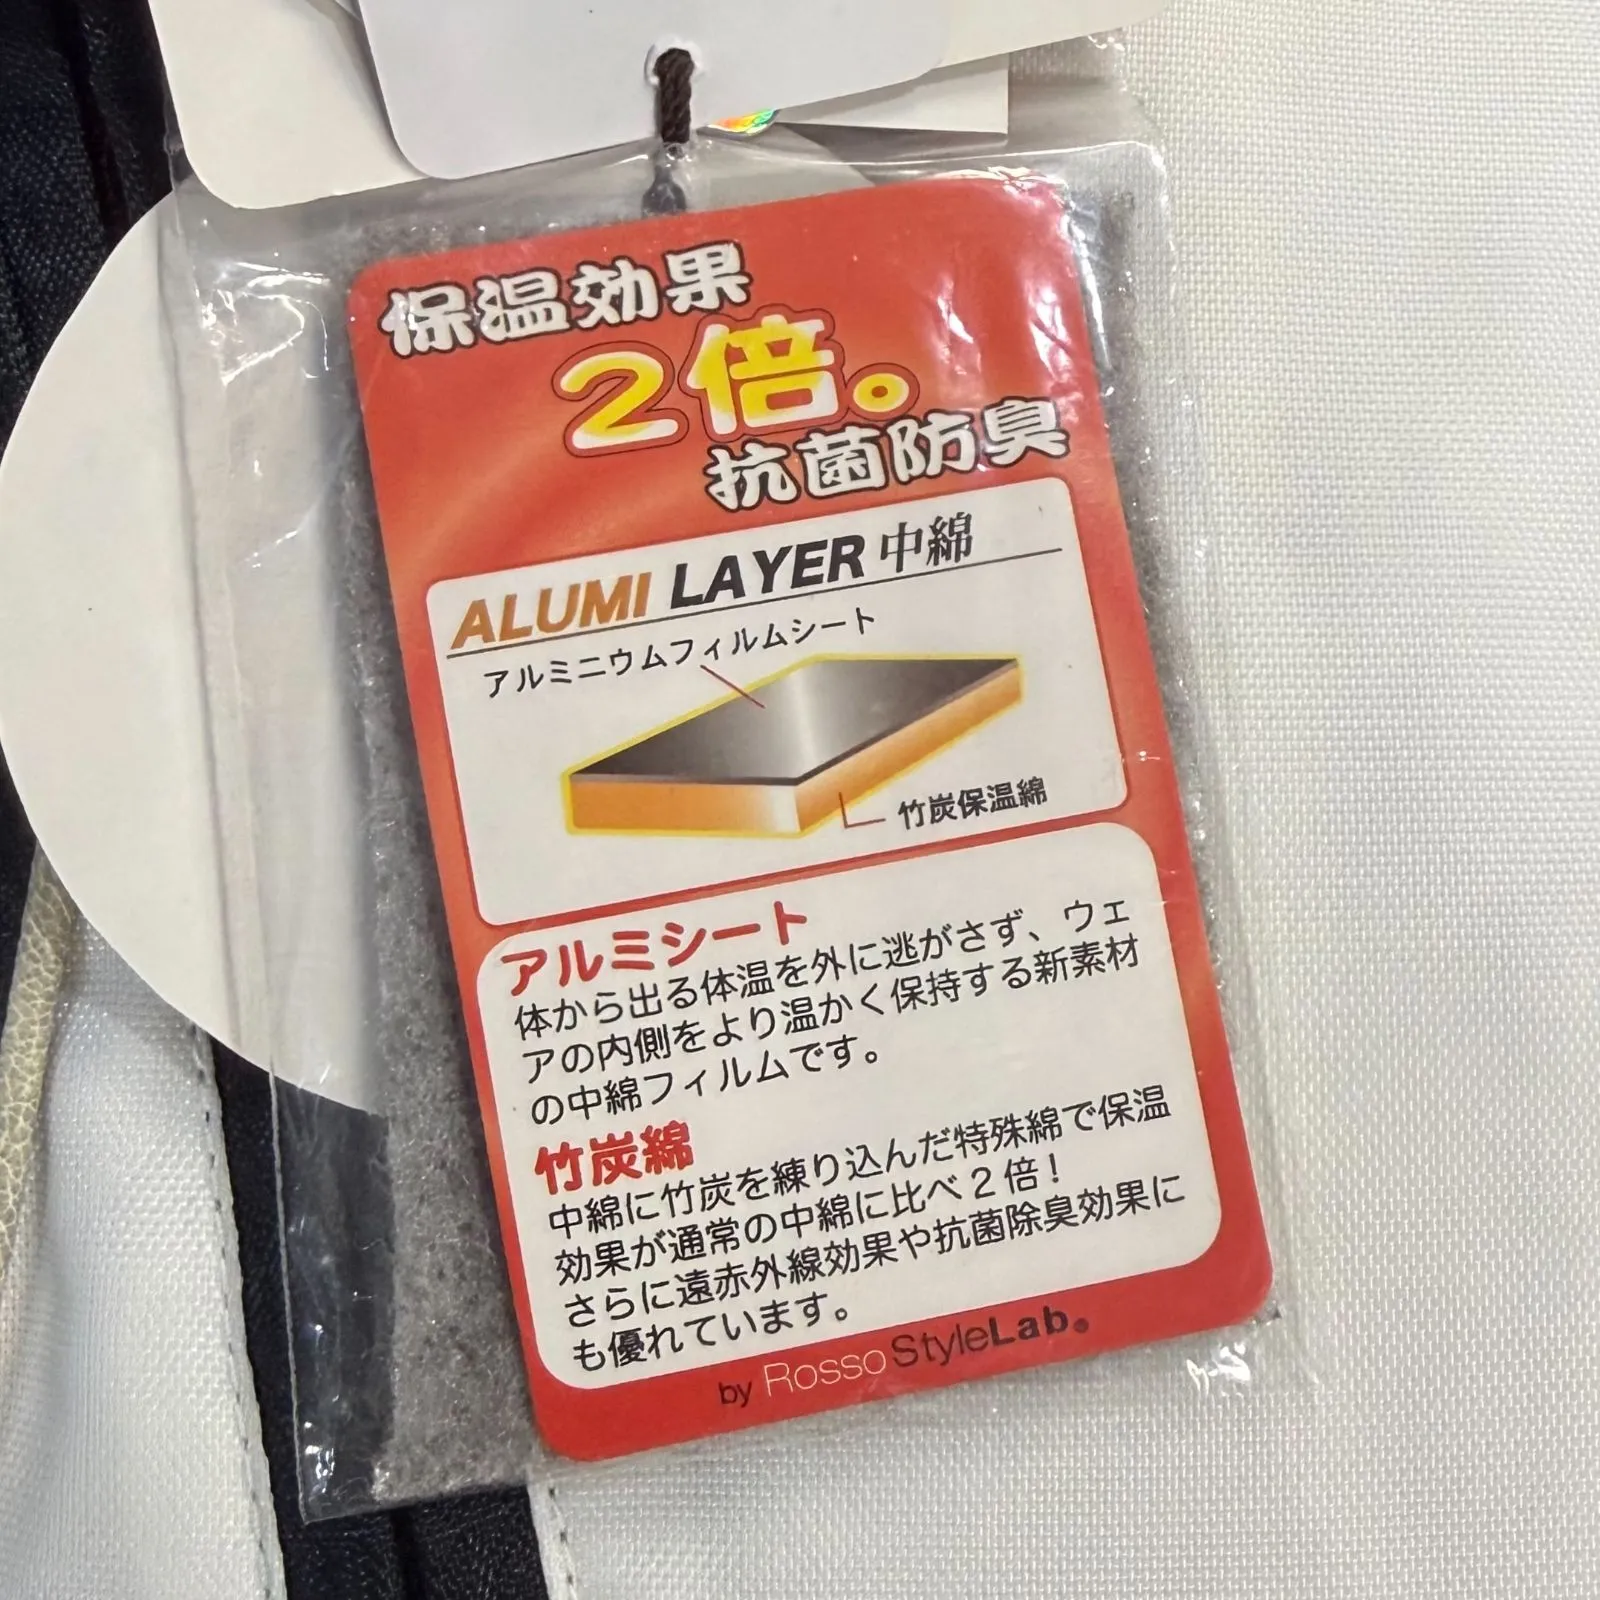 保温効果
2倍。
抗菌防臭
ALUMI LAYER 中綿
アルミニウムフィルムシート
竹炭保温綿
アルミシート
体から出る体温を外に逃がさず、ウェ
アの内側をより温かく保持する新素材
の中綿フィルムです。
竹炭綿
中綿に竹炭を練り込んだ特殊綿で保温
効果が通常の中綿に比べ2倍!
さらに遠赤外線効果や抗菌除臭効果に
も優れています。
by Rosso StyleLab.